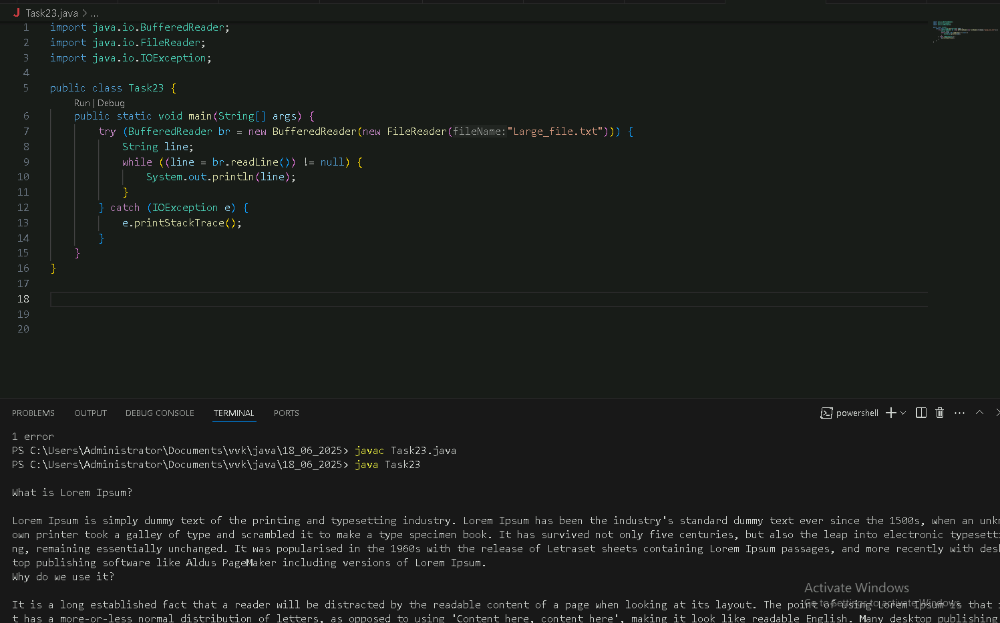 Task23.java > ...
1 import java.io.BufferedReader;
2 import java.io.FileReader;
3 import java.io.IOException;
4
5 public class Task23 {
Run | Debug
6 public static void main(String[] args) {
7 try (BufferedReader br = new BufferedReader(new FileReader(fileName:"Large_file.txt"))) {
8 String line;
9 while ((line = br.readLine()) != null) {
10 System.out.println(line);
11 }
12 } catch (IOException e) {
13 e.printStackTrace();
14 }
15 }
16 }
17
18
19
20
PROBLEMS OUTPUT DEBUG CONSOLE TERMINAL PORTS powershell
1 error
PS C:\Users\Administrator\Documents\vvk\java\18_06_2025> javac Task23.java
PS C:\Users\Administrator\Documents\vvk\java\18_06_2025> java Task23
What is Lorem Ipsum?
Lorem Ipsum is simply dummy text of the printing and typesetting industry. Lorem Ipsum has been the industry's standard dummy text ever since the 1500s, when an unkn
own printer took a galley of type and scrambled it to make a type specimen book. It has survived not only five centuries, but also the leap into electronic typesetti
ng, remaining essentially unchanged. It was popularised in the 1960s with the release of Letraset sheets containing Lorem Ipsum passages, and more recently with desk
top publishing software like Aldus PageMaker including versions of Lorem Ipsum.
Why do we use it?
Activate Windows
Go to Settings to activate Windows.
It is a long established fact that a reader will be distracted by the readable content of a page when looking at its layout. The point of using Lorem Ipsum is that i
t has a more-or-less normal distribution of letters, as opposed to using 'Content here, content here', making it look like readable English. Many desktop publishing